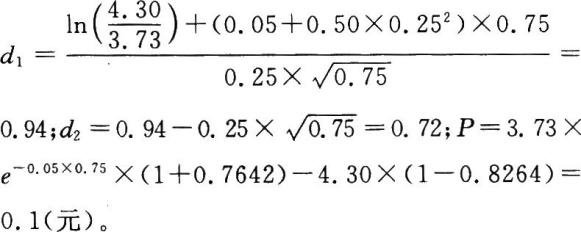 d₁ = (ln(4.30/3.73)+(0.05+0.50×0.25²)×0.75)/(0.25×√0.75) =
0.94;d₂=0.94−0.25×√0.75=0.72;P=3.73×
e^(−0.05×0.75)×(1+0.7642)−4.30×(1−0.8264)=
0.1(元)。